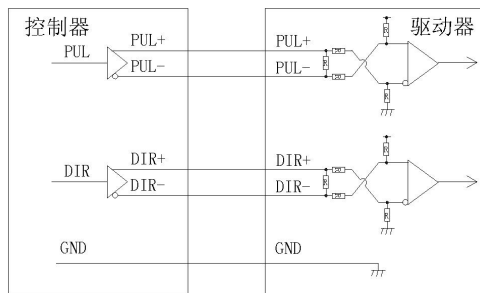 控制器 驱动器
PUL PUL+ PUL+
PUL- PUL-
DIR DIR+ DIR+
DIR- DIR-
GND GND